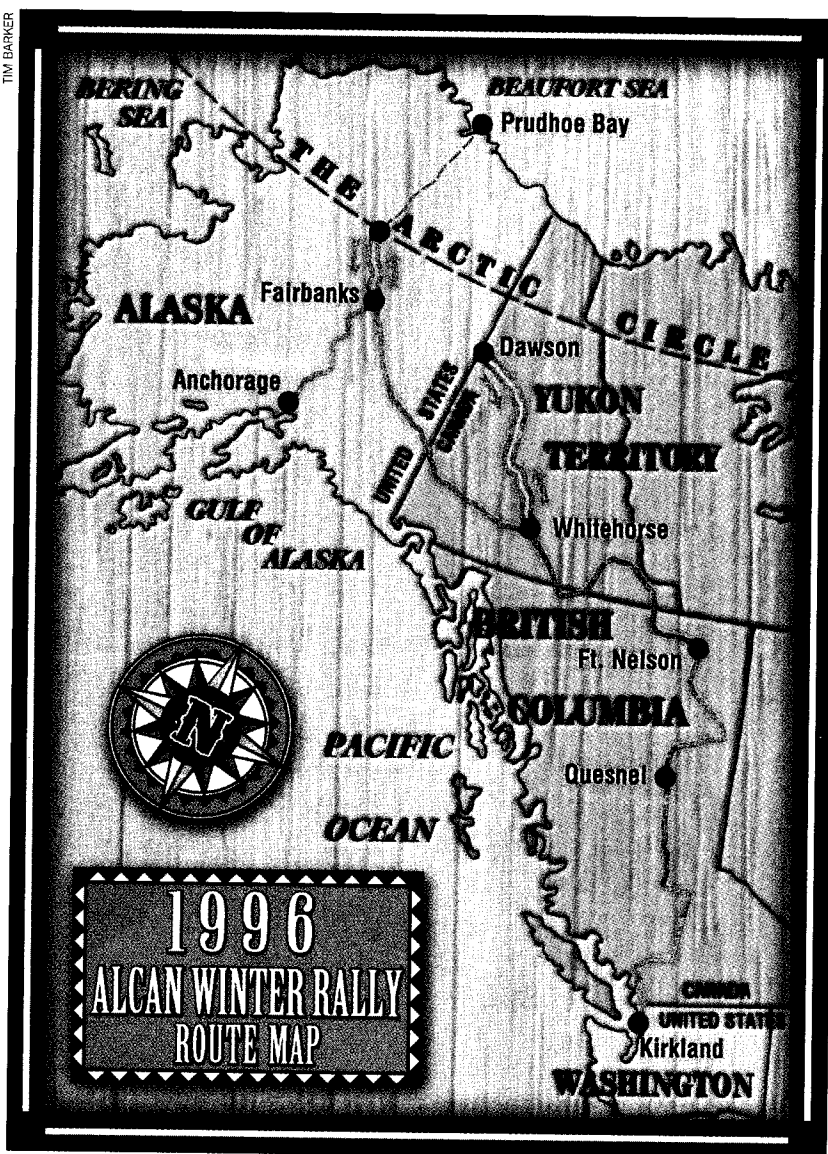 TIM BARKER
BERING
SEA
BEAUFORT SEA
Prudhoe Bay
THE ARCTIC CIRCLE
ALASKA
Fairbanks
Dawson
Anchorage
UNITED STATES
CANADA
YUKON
TERRITORY
GULF
OF
ALASKA
Whitehorse
BRITISH
Ft. Nelson
COLUMBIA
N
PACIFIC
Quesnel
OCEAN
1996
ALCAN WINTER RALLY
ROUTE MAP
CANADA
UNITED STATES
Kirkland
WASHINGTON